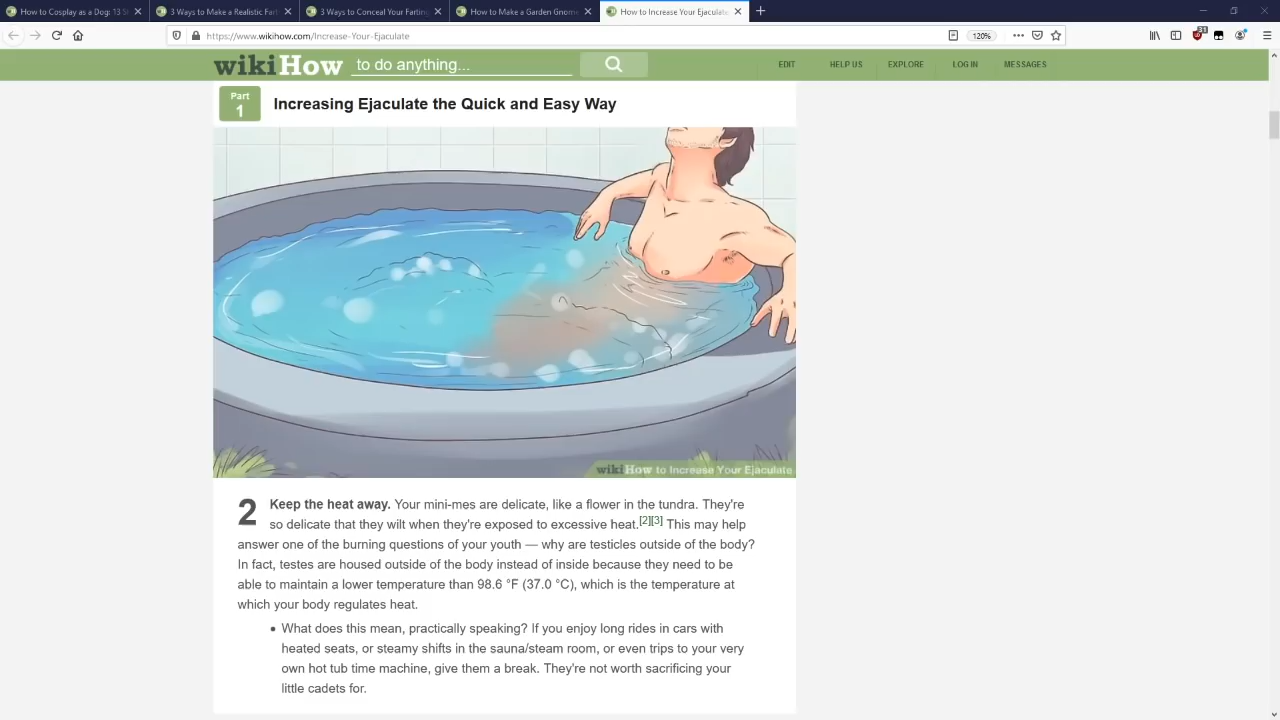 How to Cosplay as a Dog: 13 S
3 Ways to Make a Realistic Fart
3 Ways to Conceal Your Farting
How to Make a Garden Gnome
How to Increase Your Ejaculate
https://www.wikihow.com/Increase-Your-Ejaculate
120%
wikiHow to do anything...
EDIT
HELP US
EXPLORE
LOG IN
MESSAGES
Part
1
Increasing Ejaculate the Quick and Easy Way
wikiHow to Increase Your Ejaculate
2 Keep the heat away. Your mini-mes are delicate, like a flower in the tundra. They're
so delicate that they wilt when they're exposed to excessive heat.[2][3] This may help
answer one of the burning questions of your youth — why are testicles outside of the body?
In fact, testes are housed outside of the body instead of inside because they need to be
able to maintain a lower temperature than 98.6 °F (37.0 °C), which is the temperature at
which your body regulates heat.
• What does this mean, practically speaking? If you enjoy long rides in cars with
heated seats, or steamy shifts in the sauna/steam room, or even trips to your very
own hot tub time machine, give them a break. They're not worth sacrificing your
little cadets for.